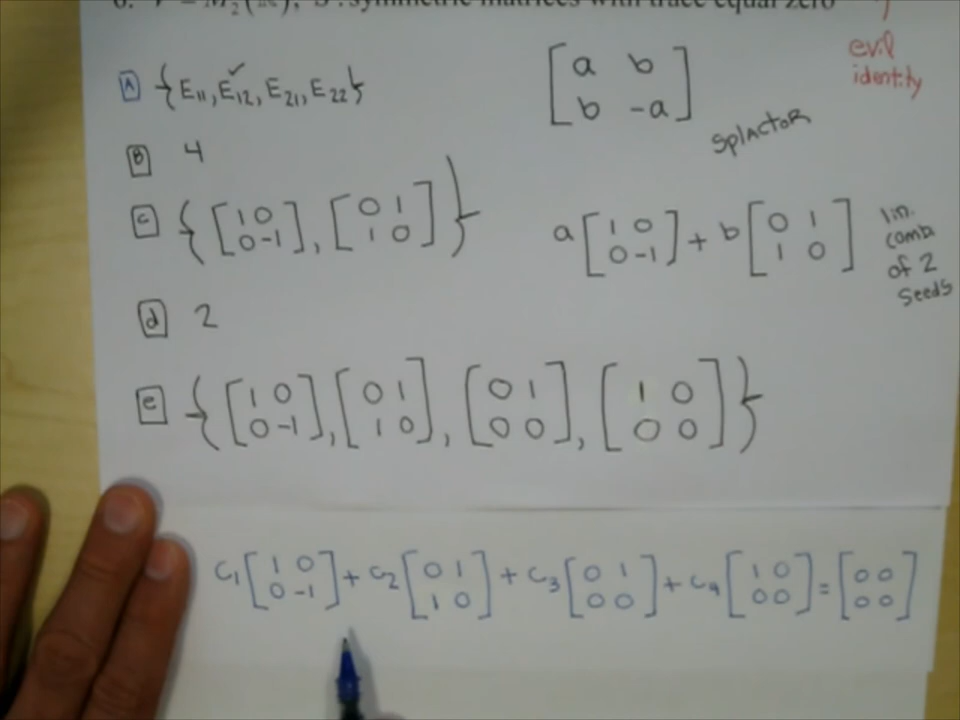 6. V = M₂(ℝ), S : symmetric matrices with trace equal zero
evil
identity
A {E₁₁, E₁₂, E₂₁, E₂₂}
✓
[a b
b -a]
SPLACTOR
B 4
C {[1 0
0 -1], [0 1
1 0]}
a[1 0
0 -1] + b[0 1
1 0]
lin.
comb.
of 2
seeds
d 2
e {[1 0
0 -1], [0 1
1 0], [0 1
0 0], [1 0
0 0]}
c₁[1 0
0 -1] + c₂[0 1
1 0] + c₃[0 1
0 0] + c₄[1 0
0 0] = [0 0
0 0]